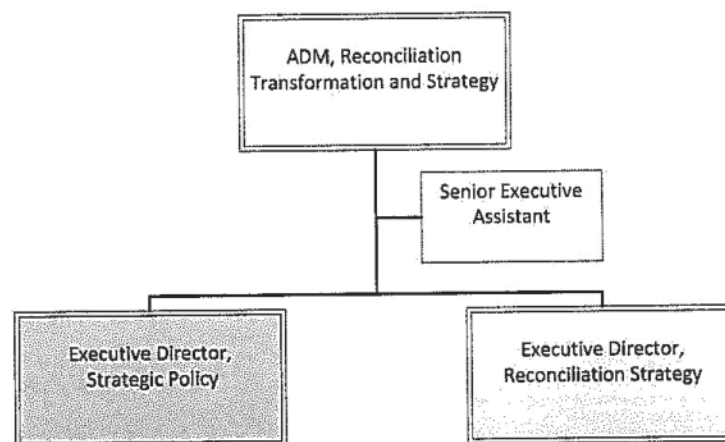 ADM, Reconciliation
Transformation and Strategy
Senior Executive
Assistant
Executive Director,
Strategic Policy
Executive Director,
Reconciliation Strategy